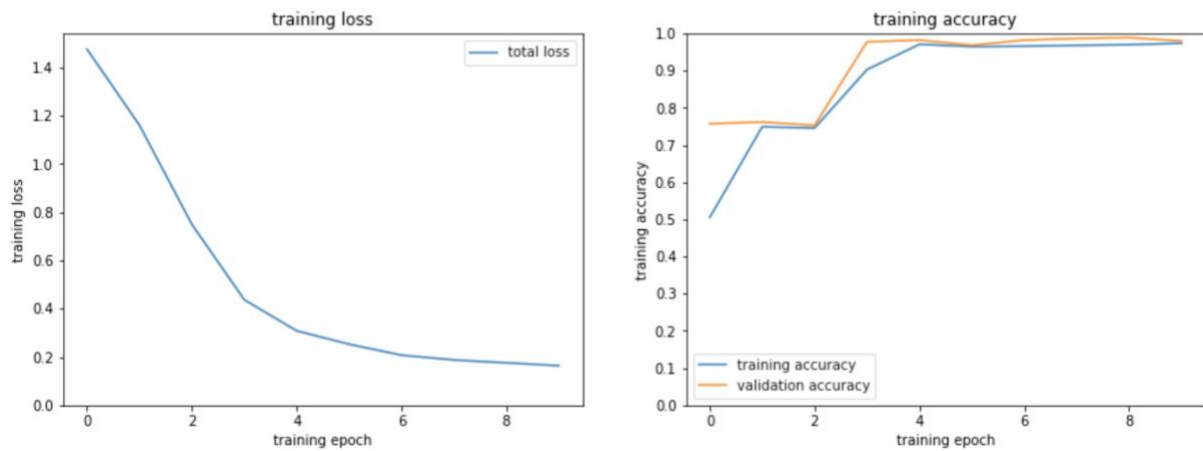 training loss
total loss
1.4
1.2
1.0
0.8
0.6
0.4
0.2
0.0
training loss
0 2 4 6 8
training epoch
training accuracy
1.0
0.9
0.8
0.7
0.6
0.5
0.4
0.3
0.2
0.1
0.0
training accuracy
training accuracy
validation accuracy
0 2 4 6 8
training epoch